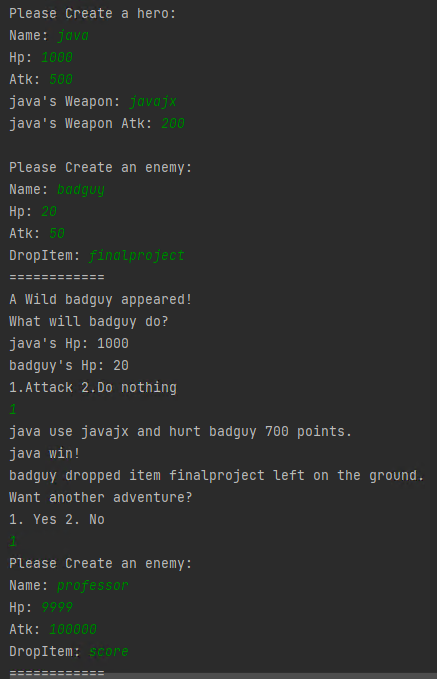 Please Create a hero:
Name: java
Hp: 1000
Atk: 500
java's Weapon: javajx
java's Weapon Atk: 200
Please Create an enemy:
Name: badguy
Hp: 20
Atk: 50
DropItem: finalproject
============
A Wild badguy appeared!
What will badguy do?
java's Hp: 1000
badguy's Hp: 20
1.Attack 2.Do nothing
1
java use javajx and hurt badguy 700 points.
java win!
badguy dropped item finalproject left on the ground.
Want another adventure?
1. Yes 2. No
1
Please Create an enemy:
Name: professor
Hp: 9999
Atk: 100000
DropItem: score
============